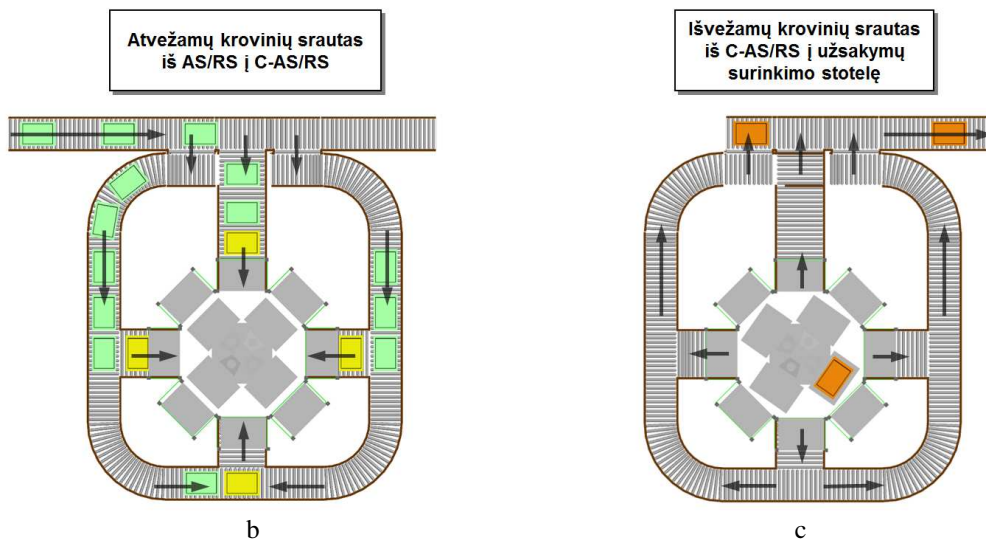 Atvežamų krovinių srautas
iš AS/RS į C-AS/RS
Išvežamų krovinių srautas
iš C-AS/RS į užsakymų
surinkimo stotelę
b
c